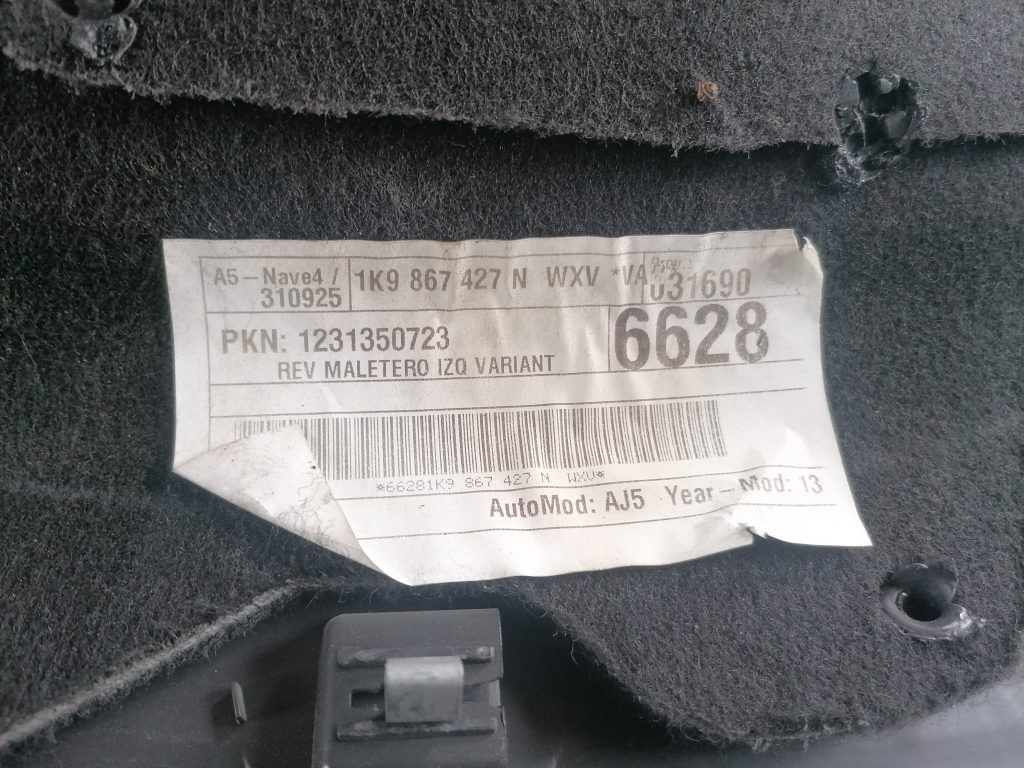 A5-Nave4 /
310925
1K9 867 427 N WXV *VA
031690
PKN: 1231350723
6628
REV MALETERO IZQ VARIANT
*66281K9 867 427 N WXV*
AutoMod: AJ5 Year-Mod: 13